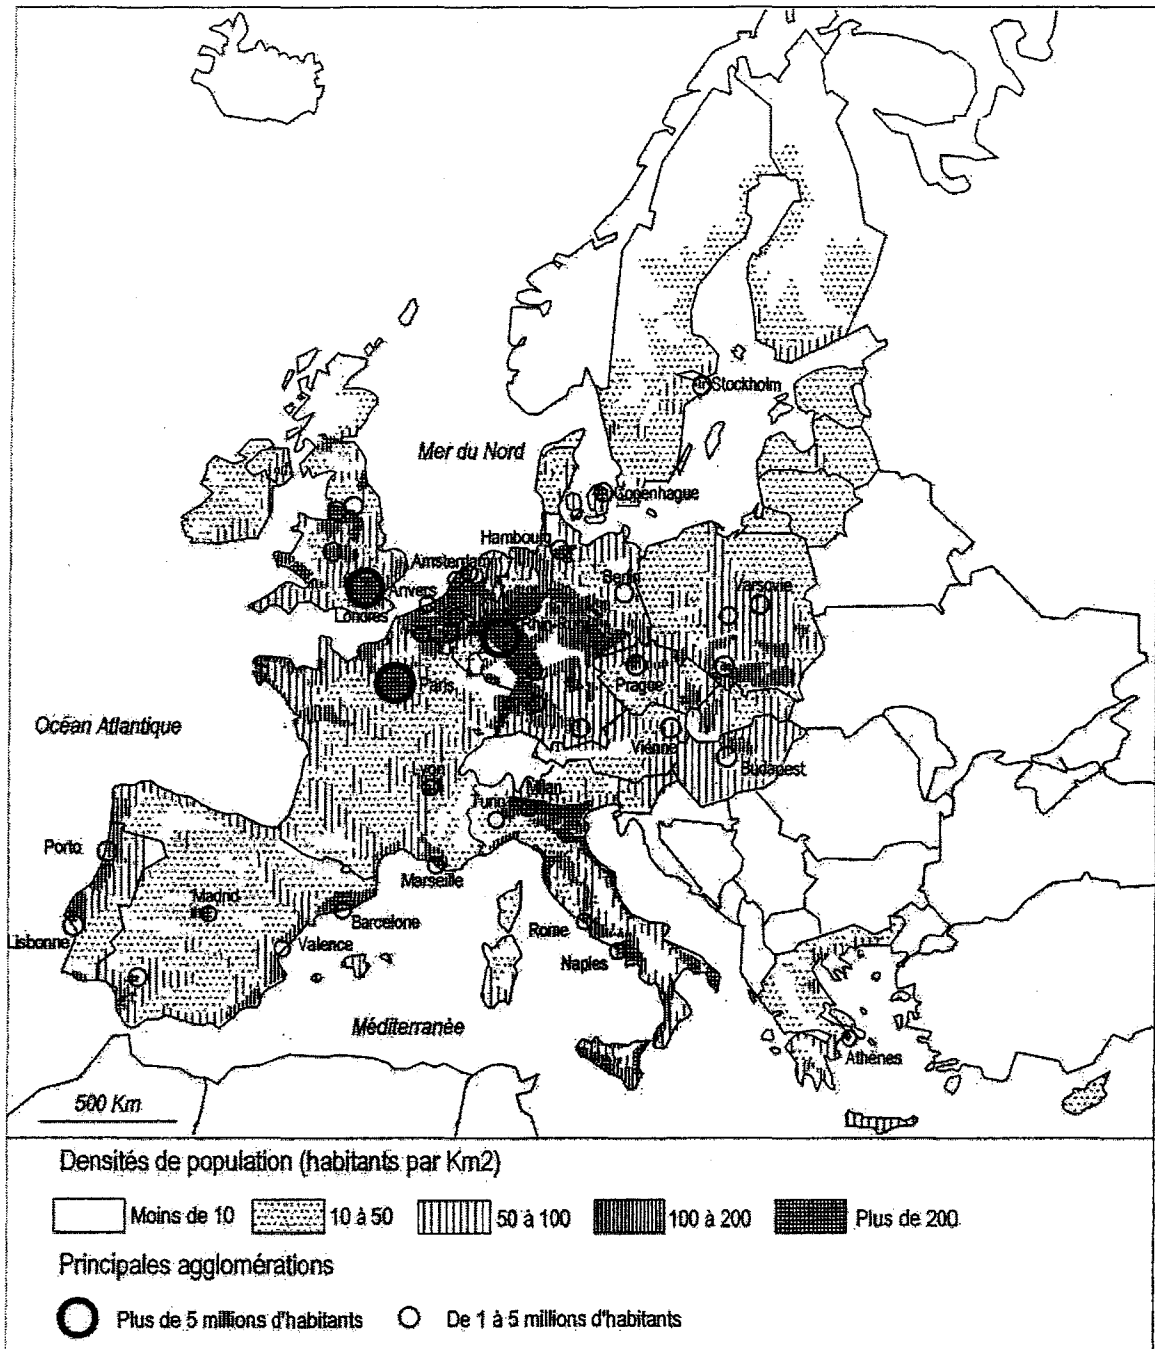 Stockholm
Mer du Nord
Copenhague
Hambourg
Amsterdam
Berlin
Varsovie
Anvers
Londres
Rhin-Ruhr
Prague
Paris
Océan Atlantique
Vienne
Budapest
Lyon
Milan
Turin
Porto
Marseille
Madrid
Barcelone
Rome
Lisbonne
Valence
Naples
Méditerranée
Athènes
500 Km
Densités de population (habitants par Km2)
Moins de 10 10 à 50 50 à 100 100 à 200 Plus de 200
Principales agglomérations
Plus de 5 millions d'habitants De 1 à 5 millions d'habitants